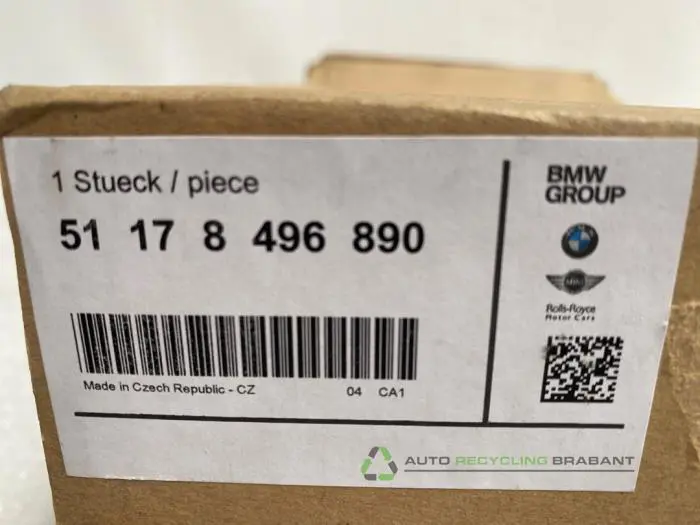 1 Stueck / piece
51 17 8 496 890
Made in Czech Republic - CZ
04 CA1
BMW
GROUP
MINI
Rolls-Royce
Motor Cars
AUTO RECYCLING BRABANT